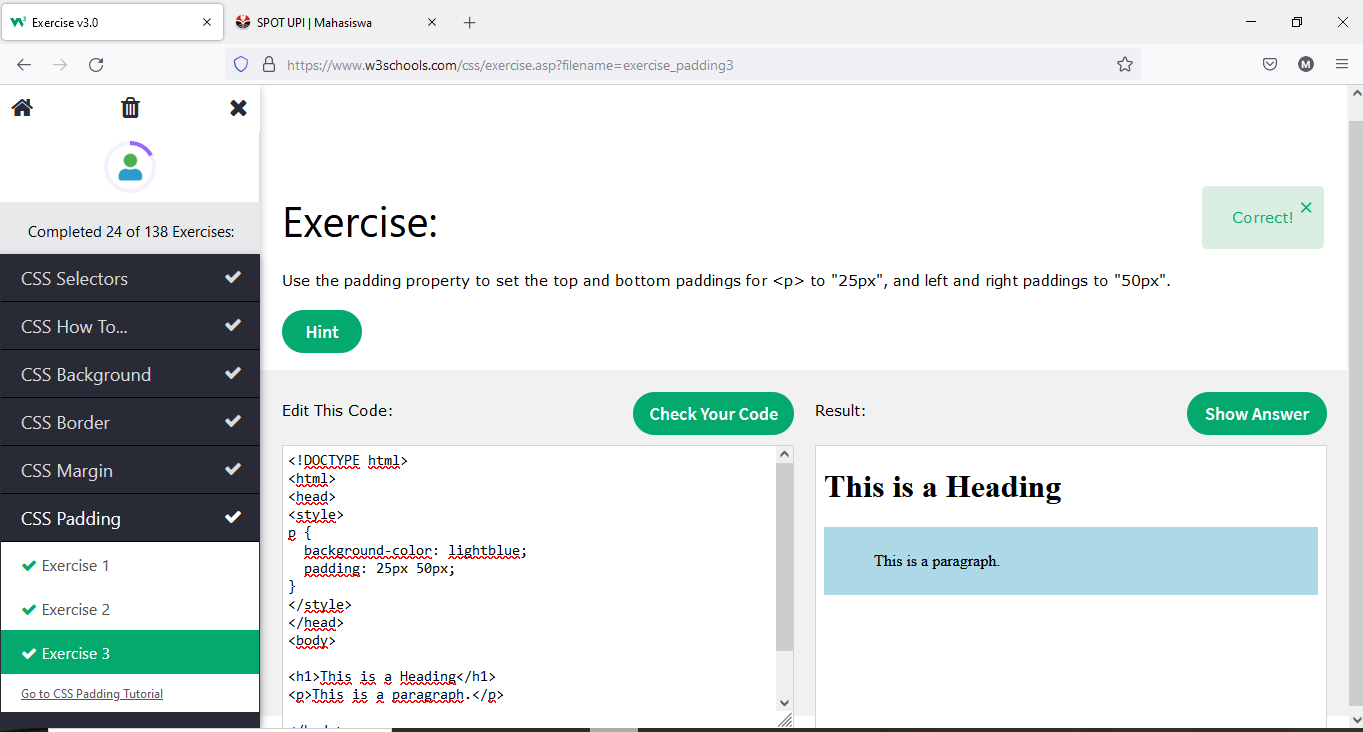 Exercise v3.0
SPOT UPI | Mahasiswa
https://www.w3schools.com/css/exercise.asp?filename=exercise_padding3
M
Completed 24 of 138 Exercises:
CSS Selectors
CSS How To...
CSS Background
CSS Border
CSS Margin
CSS Padding
Exercise 1
Exercise 2
Exercise 3
Go to CSS Padding Tutorial
Exercise:
Correct!
Use the padding property to set the top and bottom paddings for <p> to "25px", and left and right paddings to "50px".
Hint
Edit This Code:
Check Your Code
<!DOCTYPE html>
<html>
<head>
<style>
p {
  background-color: lightblue;
  padding: 25px 50px;
}
</style>
</head>
<body>
<h1>This is a Heading</h1>
<p>This is a paragraph.</p>
Result:
Show Answer
This is a Heading
This is a paragraph.